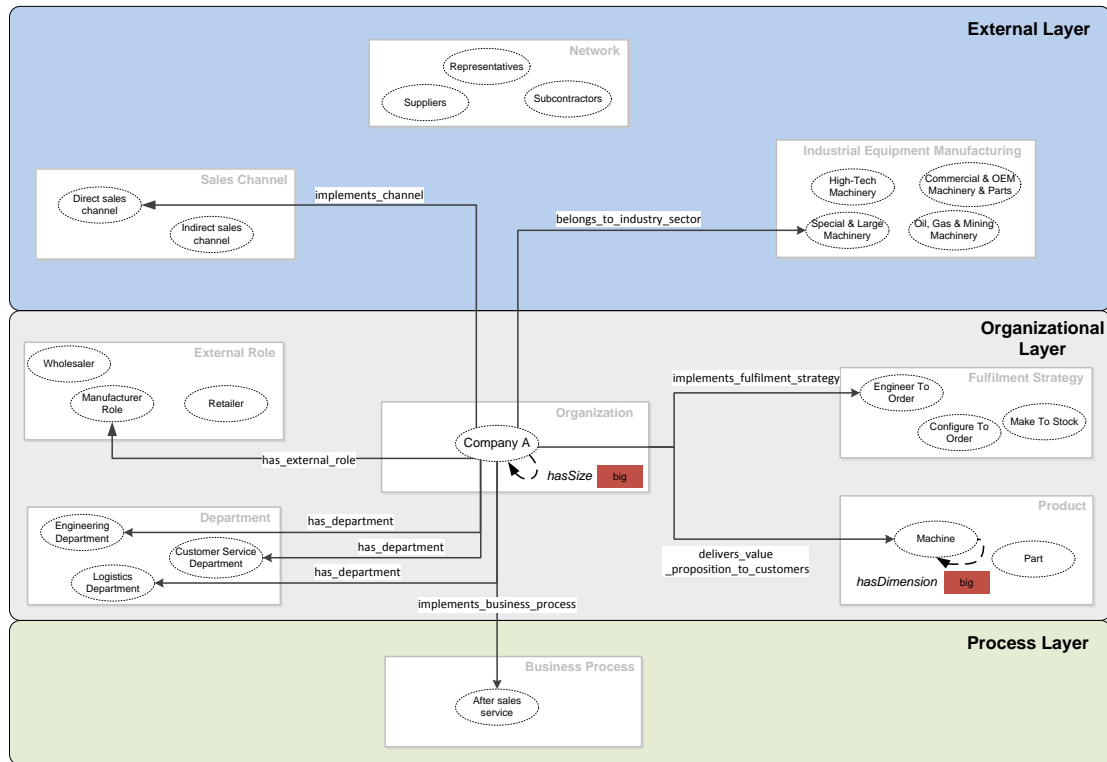 External Layer
Network
Representatives
Suppliers
Subcontractors
Industrial Equipment Manufacturing
High-Tech
Machinery
Commercial & OEM
Machinery & Parts
Special & Large
Machinery
Oil, Gas & Mining
Machinery
Sales Channel
Direct sales
channel
Indirect sales
channel
implements_channel
belongs_to_industry_sector
Organizational
Layer
External Role
Wholesaler
Manufacturer
Role
Retailer
has_external_role
Organization
Company A
hasSize
big
implements_fulfilment_strategy
Fulfilment Strategy
Engineer To
Order
Configure To
Order
Make To Stock
Department
Engineering
Department
Customer Service
Department
Logistics
Department
has_department
has_department
has_department
delivers_value
_proposition_to_customers
Product
Machine
Part
hasDimension
big
implements_business_process
Process Layer
Business Process
After sales
service